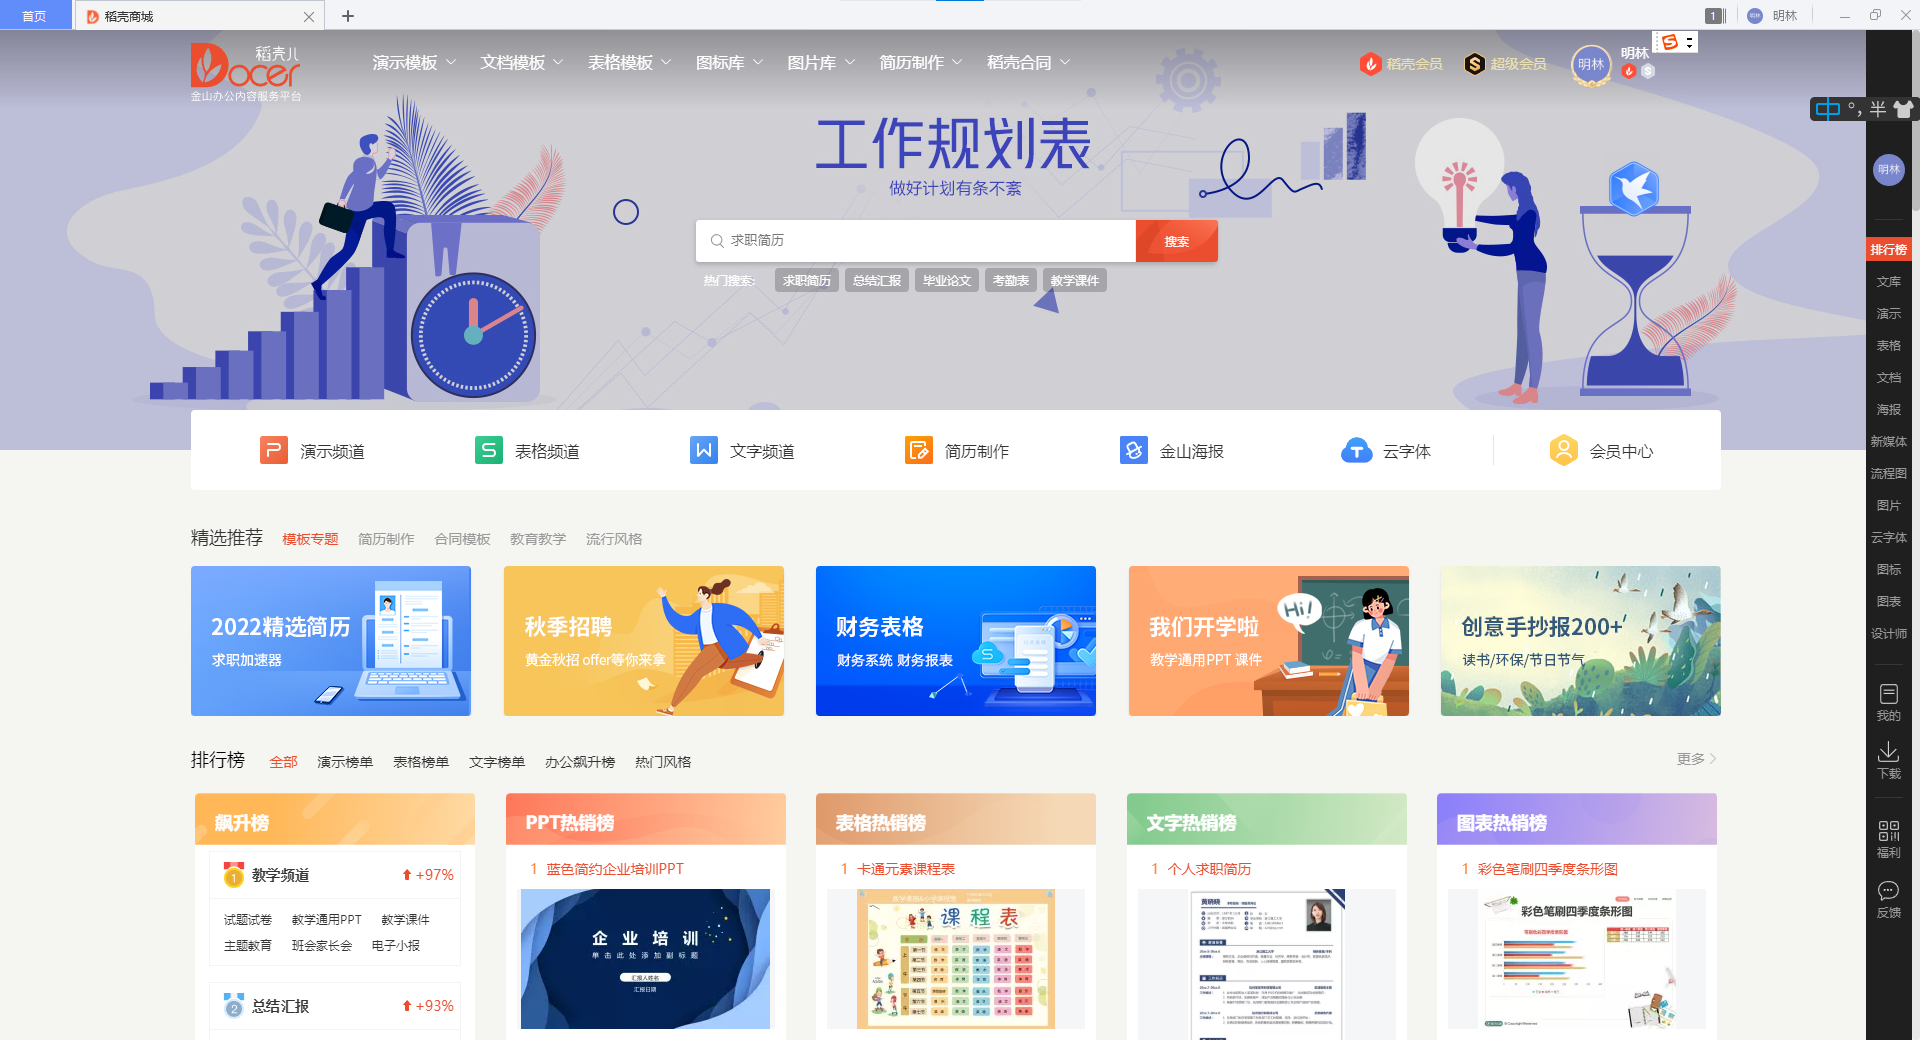 首页
稻壳商城
1
明林
明林
稻壳儿
Docer
金山办公内容服务平台
演示模板
文档模板
表格模板
图标库
图片库
简历制作
稻壳合同
稻壳会员
超级会员
明林
明林
中 °, 半
工作规划表
做好计划有条不紊
求职简历
搜索
热门搜索:
求职简历
总结汇报
毕业论文
考勤表
教学课件
演示频道
表格频道
文字频道
简历制作
金山海报
云字体
会员中心
精选推荐
模板专题
简历制作
合同模板
教育教学
流行风格
2022精选简历
求职加速器
秋季招聘
黄金秋招 offer等你来拿
财务表格
财务系统 财务报表
Hi!
我们开学啦
教学通用PPT 课件
创意手抄报200+
读书/环保/节日节气
排行榜
全部
演示榜单
表格榜单
文字榜单
办公飙升榜
热门风格
更多
飙升榜
1 教学频道 +97%
试题试卷 教学通用PPT 教学课件
主题教育 班会家长会 电子小报
2 总结汇报 +93%
PPT热销榜
1 蓝色简约企业培训PPT
企业培训
单击此处添加副标题
汇报人姓名
汇报日期
表格热销榜
1 卡通元素课程表
课程表
文字热销榜
1 个人求职简历
图表热销榜
1 彩色笔刷四季度条形图
彩色笔刷四季度条形图
明林
排行榜
文库
演示
表格
文档
海报
新媒体
流程图
图片
云字体
图标
图表
设计师
我的
下载
福利
反馈